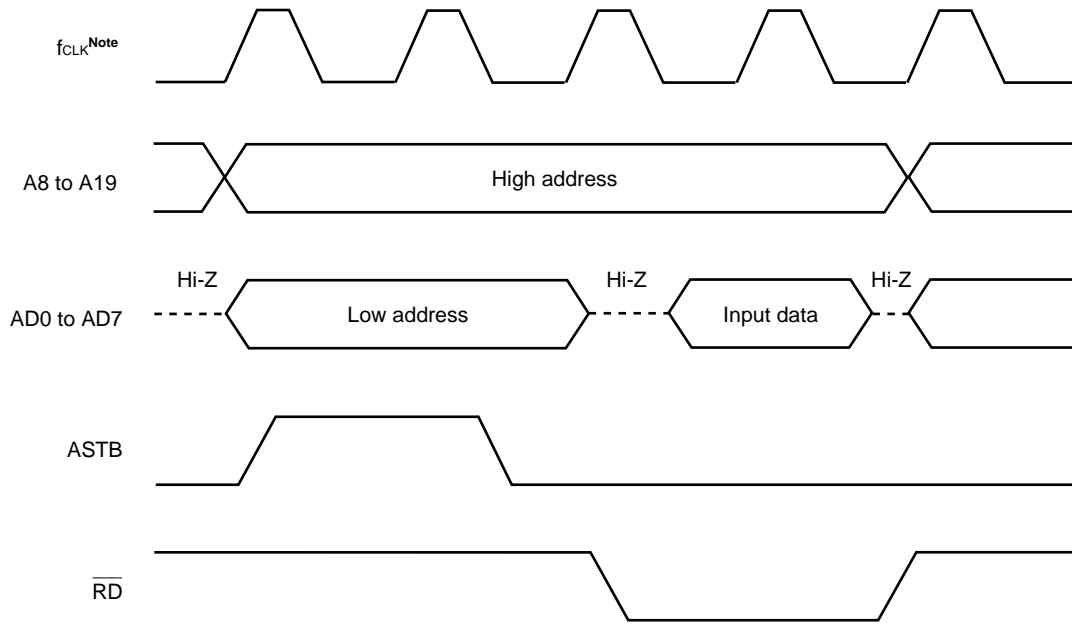 fCLKNote
A8 to A19
High address
Hi-Z
Hi-Z
Hi-Z
AD0 to AD7
Low address
Input data
ASTB
RD